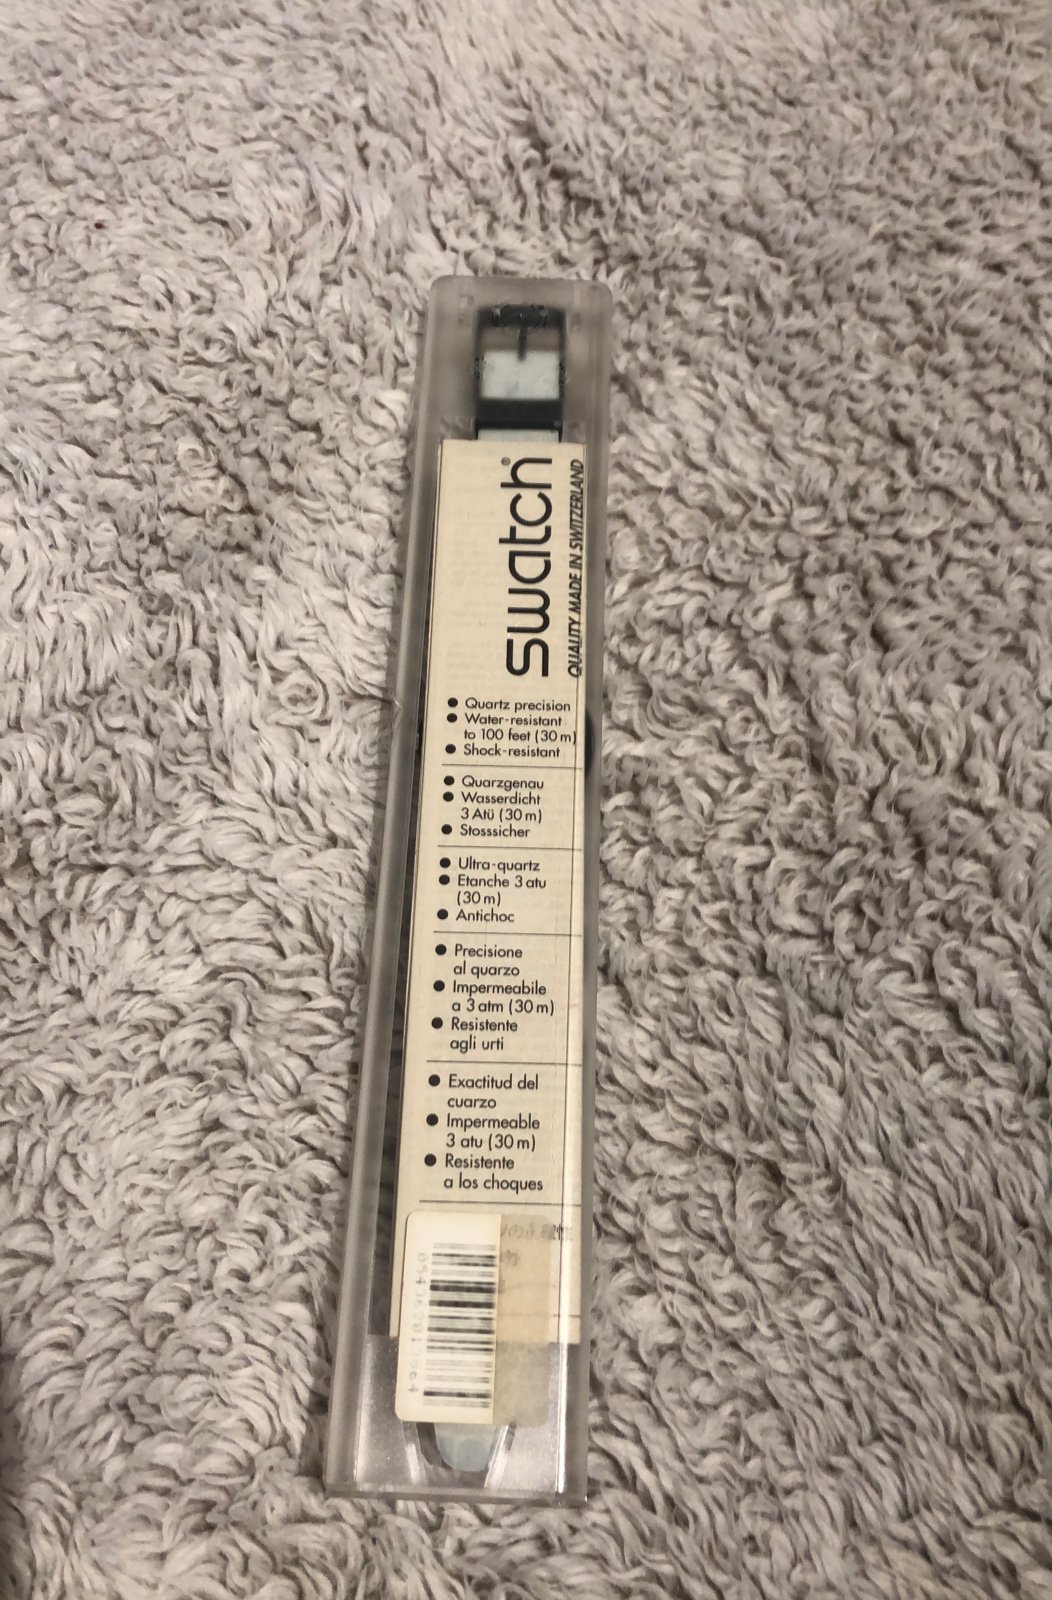 swatch®
QUALITY MADE IN SWITZERLAND
● Quartz precision
● Water-resistant
to 100 feet (30 m)
● Shock-resistant
● Quarzgenau
● Wasserdicht
3 Atü (30 m)
● Stosssicher
● Ultra-quartz
● Etanche 3 atu
(30 m)
● Antichoc
● Precisione
al quarzo
● Impermeabile
a 3 atm (30 m)
● Resistente
agli urti
● Exactitud del
cuarzo
● Impermeable
3 atu (30 m)
● Resistente
a los choques